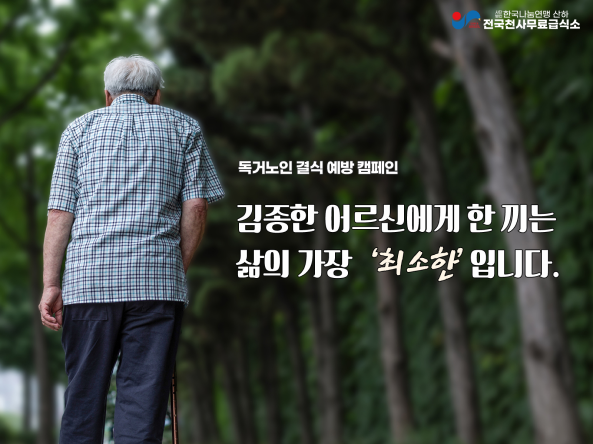 ㈳한국나눔연맹 산하
전국천사무료급식소
독거노인 결식 예방 캠페인
김종한 어르신에게 한 끼는
삶의 가장 ‘최소한’입니다.